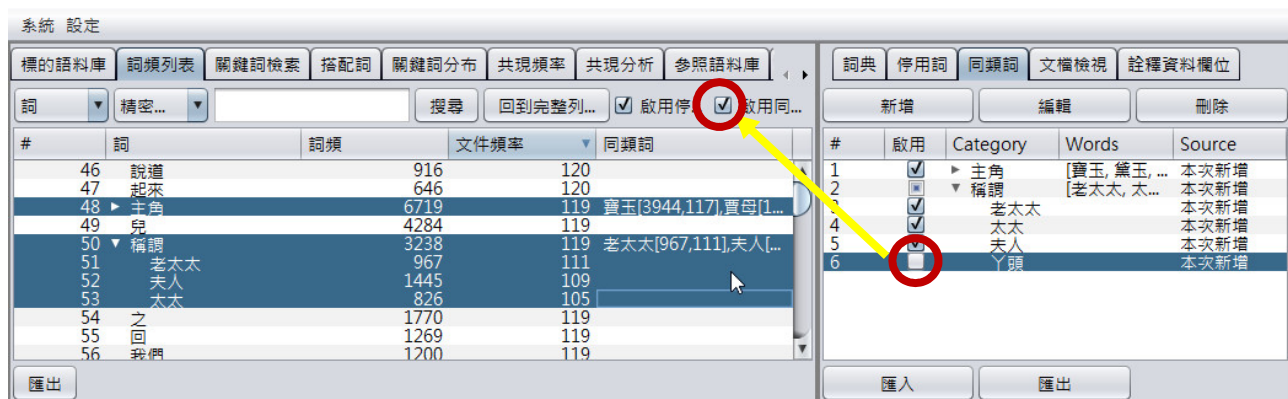 系統 設定
標的語料庫 詞頻列表 關鍵詞檢索 搭配詞 關鍵詞分布 共現頻率 共現分析 參照語料庫
詞 精密... 搜尋 回到完整列... 啟用停. 啟用同...
# 詞 詞頻 文件頻率 同類詞
46 說道 916 120
47 起來 646 120
48 主角 6719 119 寶玉[3944,117],賈母[1...
49 兒 4284 119
50 稱謂 3238 119 老太太[967,111],夫人[...
51 老太太 967 111
52 夫人 1445 109
53 太太 826 105
54 之 1770 119
55 回 1269 119
56 我們 1200 119
匯出
詞典 停用詞 同類詞 文檔檢視 詮釋資料欄位
新增 編輯 刪除
# 啟用 Category Words Source
1 主角 [寶玉, 黛玉, ... 本次新增
2 稱謂 [老太太, 太... 本次新增
3 老太太 本次新增
4 太太 本次新增
5 夫人 本次新增
6 丫頭 本次新增
匯入 匯出